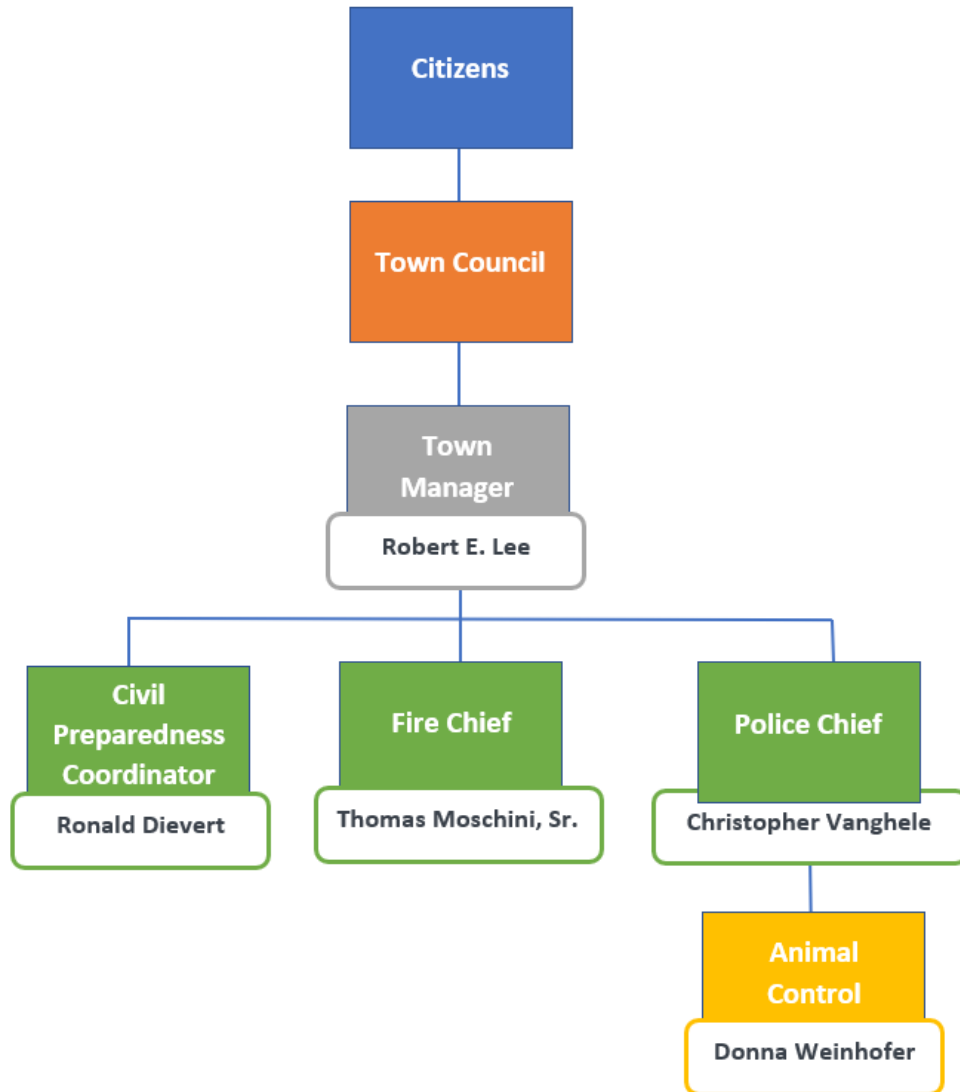 Citizens
Town Council
Town
Manager
Robert E. Lee
Civil
Preparedness
Coordinator
Ronald Dievert
Fire Chief
Thomas Moschini, Sr.
Police Chief
Christopher Vanghele
Animal
Control
Donna Weinhofer